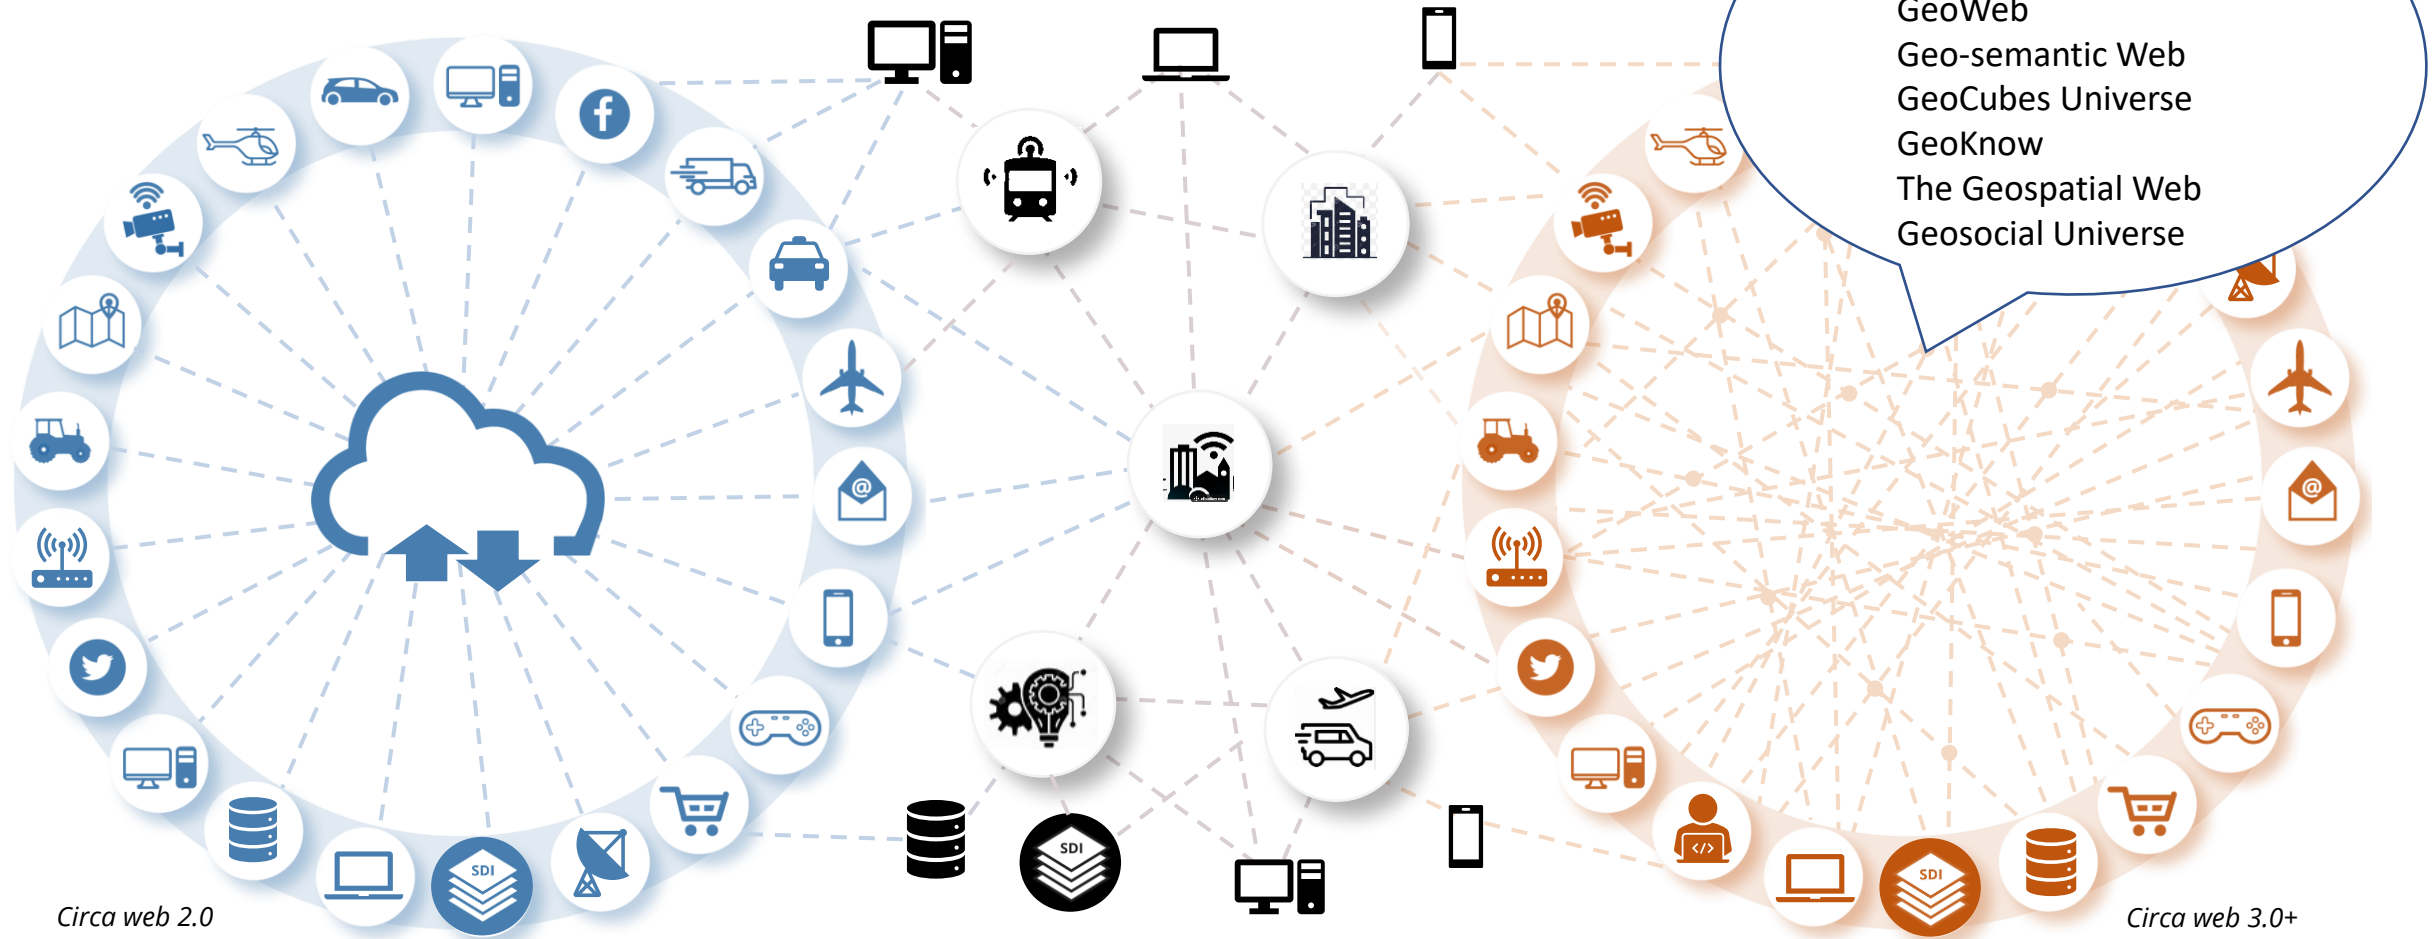 GeoWeb
Geo-semantic Web
GeoCubes Universe
GeoKnow
The Geospatial Web
Geosocial Universe
@
@
</>
SDI
SDI
SDI
Circa web 2.0
Circa web 3.0+